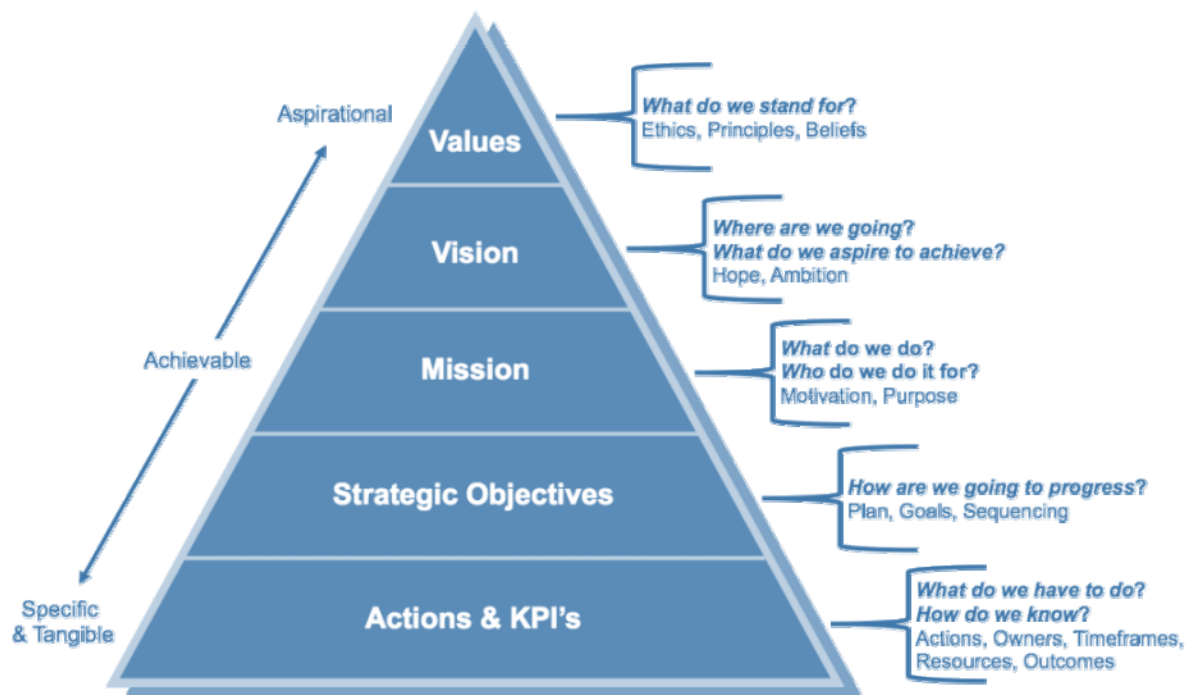 Aspirational
Values
What do we stand for?
Ethics, Principles, Beliefs
Vision
Where are we going?
What do we aspire to achieve?
Hope, Ambition
Achievable
Mission
What do we do?
Who do we do it for?
Motivation, Purpose
Strategic Objectives
How are we going to progress?
Plan, Goals, Sequencing
Specific
& Tangible
Actions & KPI's
What do we have to do?
How do we know?
Actions, Owners, Timeframes,
Resources, Outcomes